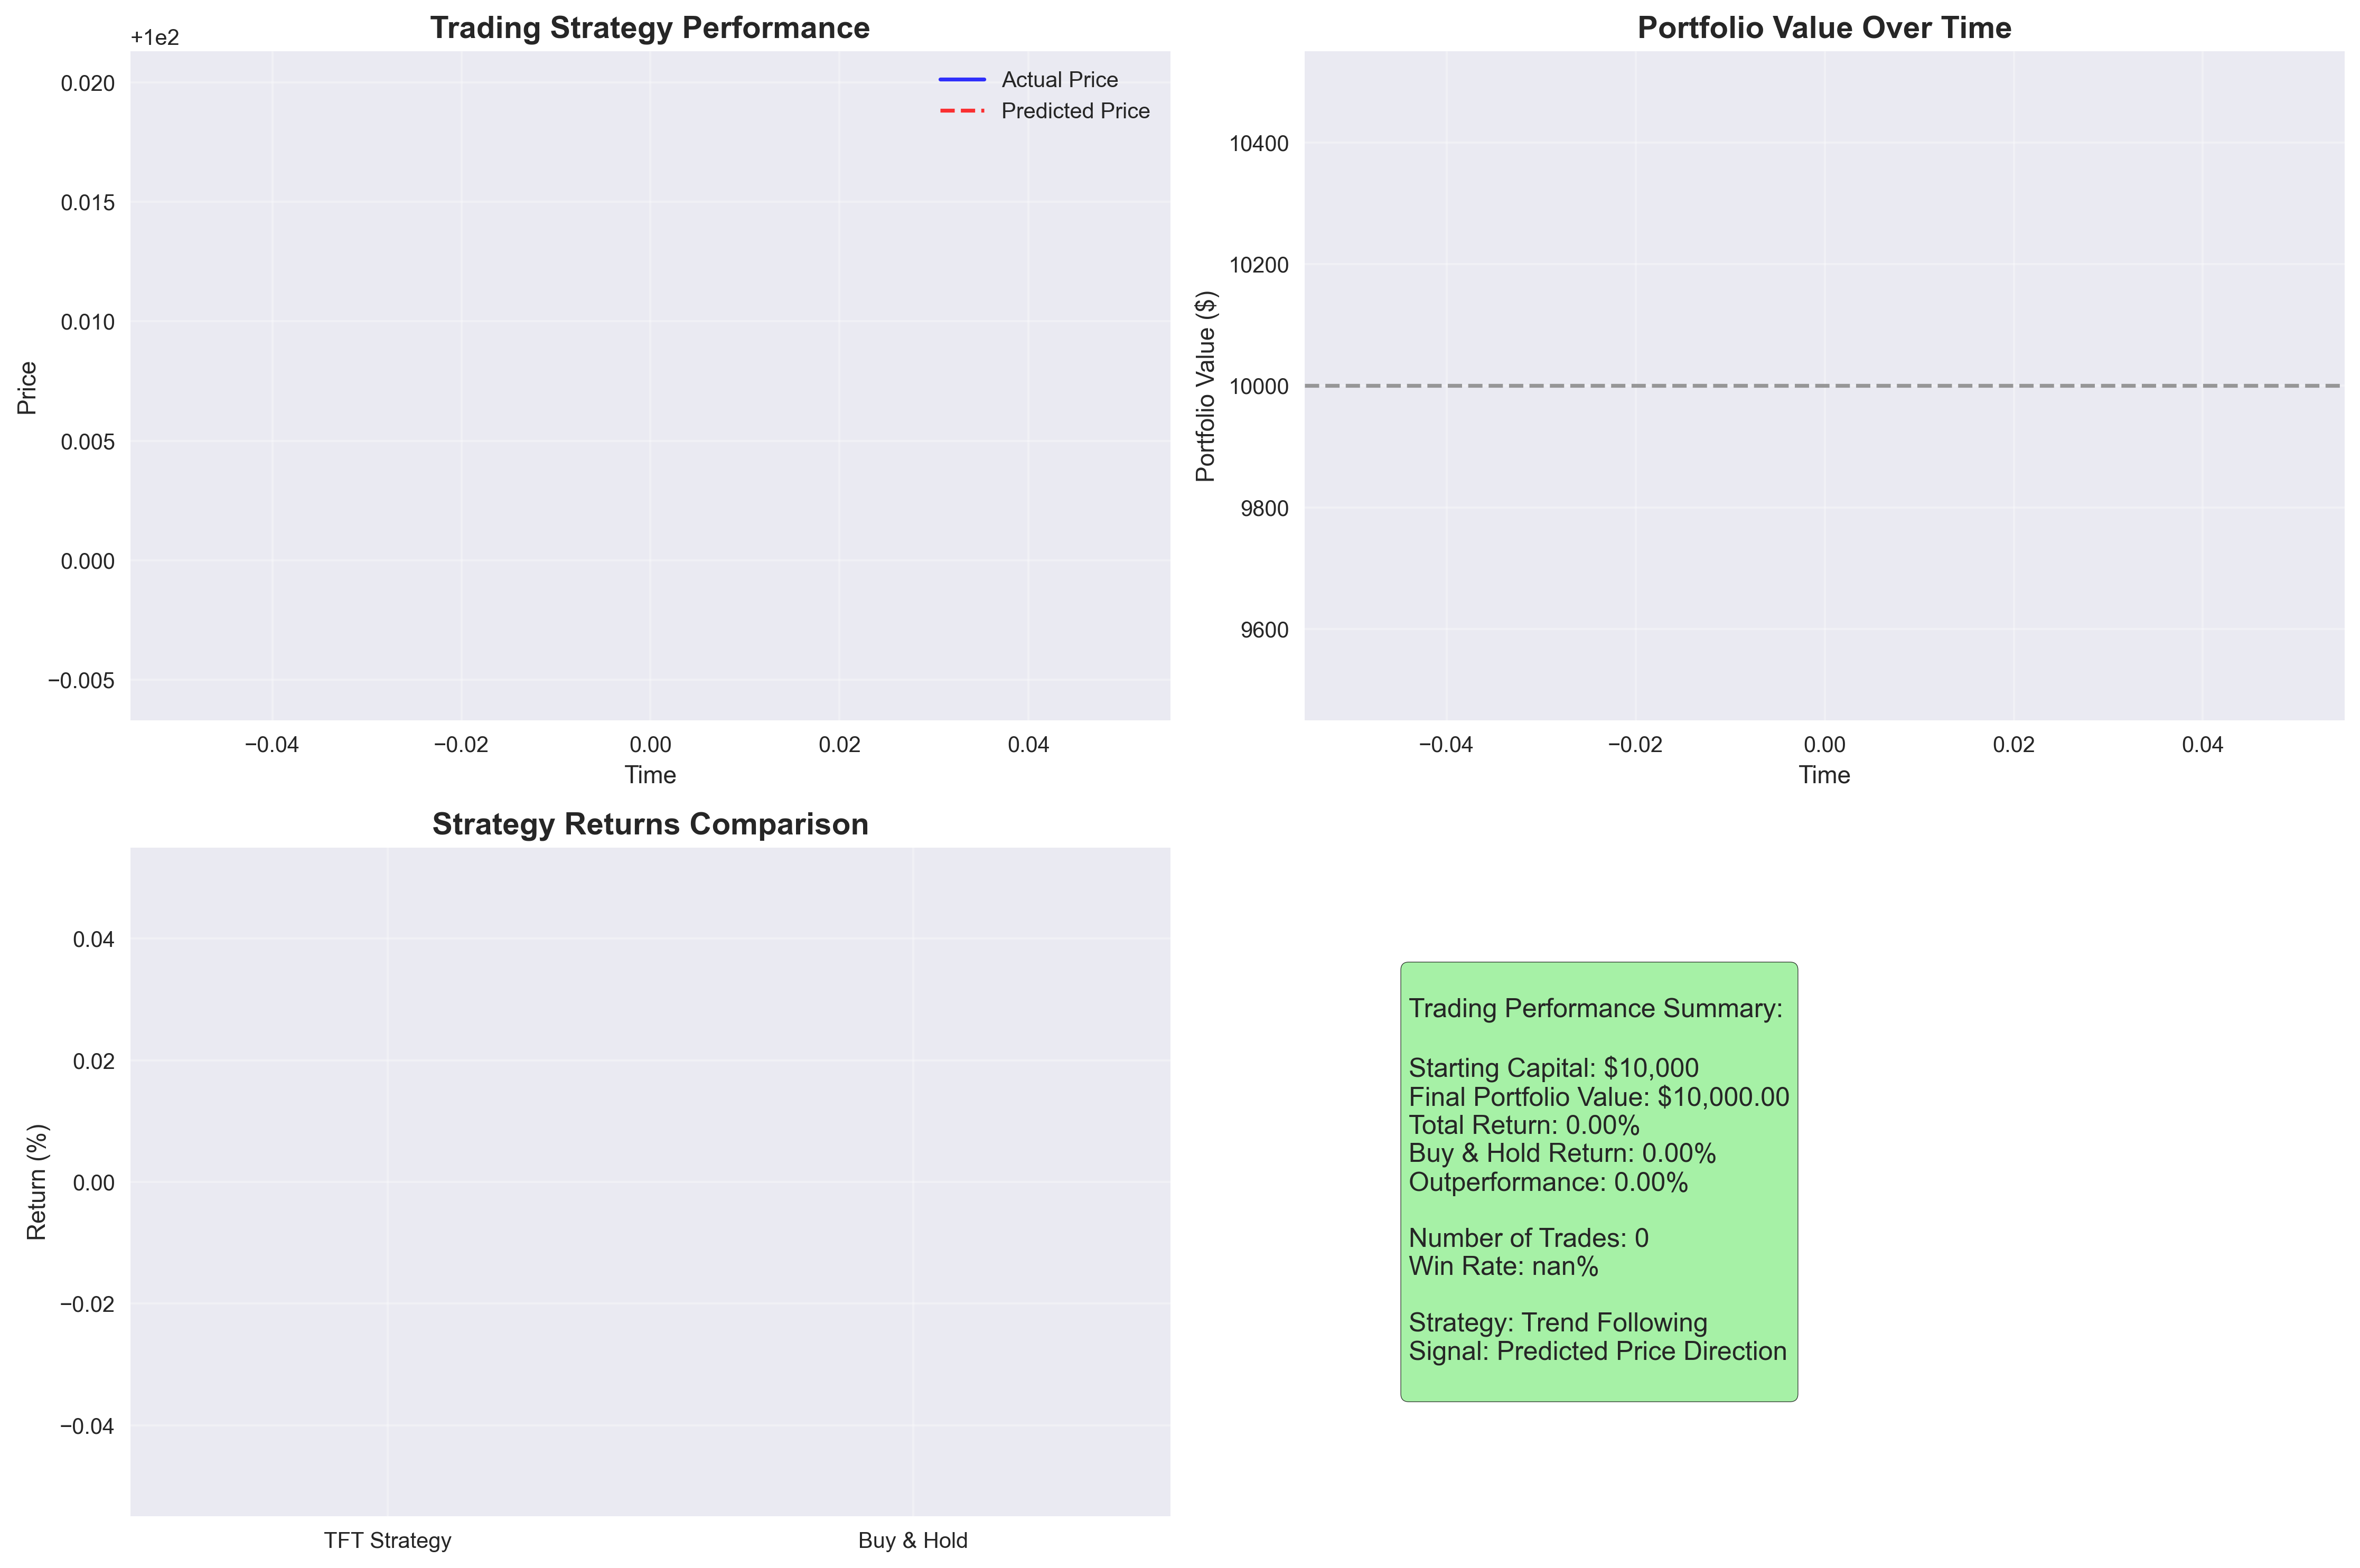 Trading Strategy Performance
+1e2
0.020
0.015
0.010
0.005
0.000
−0.005
Price
Actual Price
Predicted Price
−0.04
−0.02
0.00
0.02
0.04
Time
Portfolio Value Over Time
10400
10200
10000
9800
9600
Portfolio Value ($)
−0.04
−0.02
0.00
0.02
0.04
Time
Strategy Returns Comparison
0.04
0.02
0.00
−0.02
−0.04
Return (%)
TFT Strategy
Buy & Hold
Trading Performance Summary:
Starting Capital: $10,000
Final Portfolio Value: $10,000.00
Total Return: 0.00%
Buy & Hold Return: 0.00%
Outperformance: 0.00%
Number of Trades: 0
Win Rate: nan%
Strategy: Trend Following
Signal: Predicted Price Direction